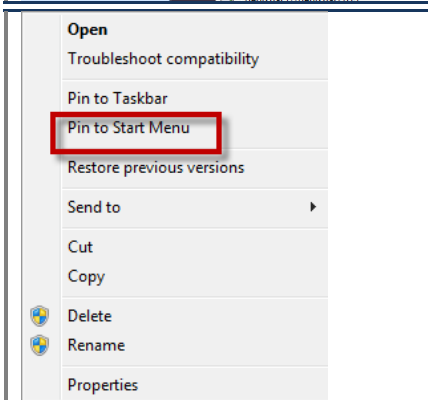 Open
Troubleshoot compatibility
Pin to Taskbar
Pin to Start Menu
Restore previous versions
Send to
Cut
Copy
Delete
Rename
Properties